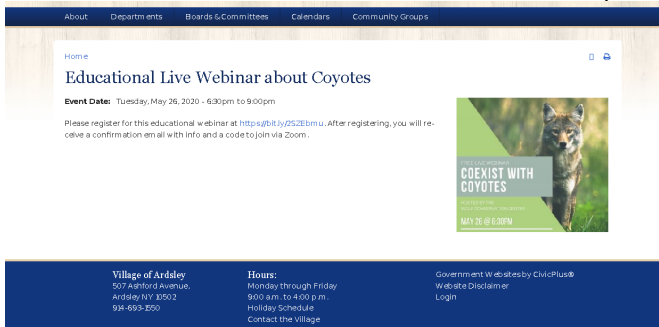 About Departments Boards & Committees Calendars Community Groups
Home
Educational Live Webinar about Coyotes
Event Date: Tuesday, May 26, 2020 - 6:30pm to 9:00pm
Please register for this educational webinar at https://bit.ly/2SZEbmu. After registering, you will re-
ceive a confirmation email with info and a code to join via Zoom.
FREE LIVE WEBINAR
COEXIST WITH
COYOTES
HOSTED BY THE
MAY 26 @ 6:30PM
Village of Ardsley
507 Ashford Avenue,
Ardsley NY 10502
914-693-1550
Hours:
Monday through Friday
9:00 a.m. to 4:00 p.m.
Holiday Schedule
Contact the Village
Government Websites by CivicPlus®
Website Disclaimer
Login